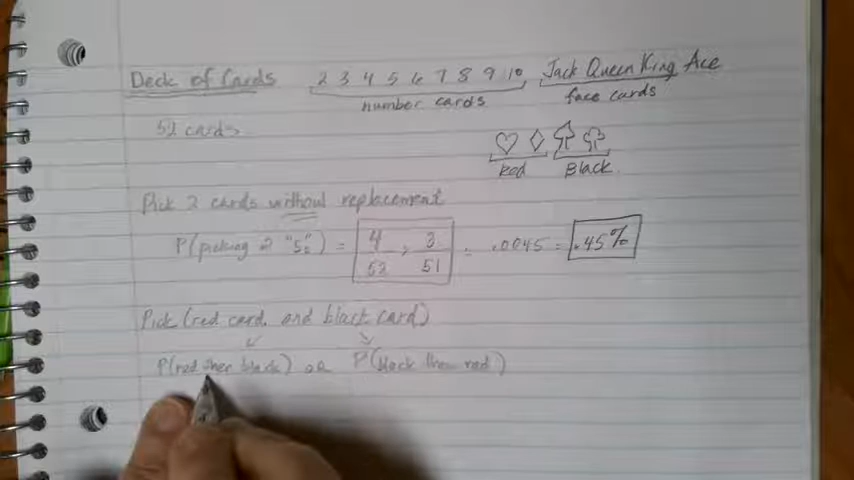 Deck of Cards 2 3 4 5 6 7 8 9 10 Jack Queen King Ace
number cards face cards
52 cards
Red Black
Pick 2 cards without replacement
P(picking 2 "5s") = 4/52 · 3/51 = .0045 = .45%
Pick (red card and black card)
P(red then black) or P(black then red)